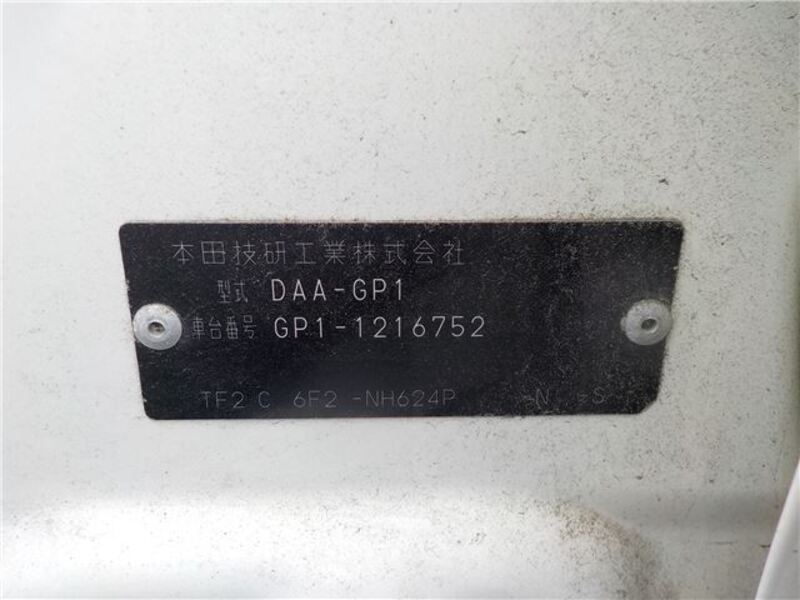 本田技研工業株式会社
型式 DAA-GP1
車台番号 GP1-1216752
TF2 C 6F2 -NH624P -N -S